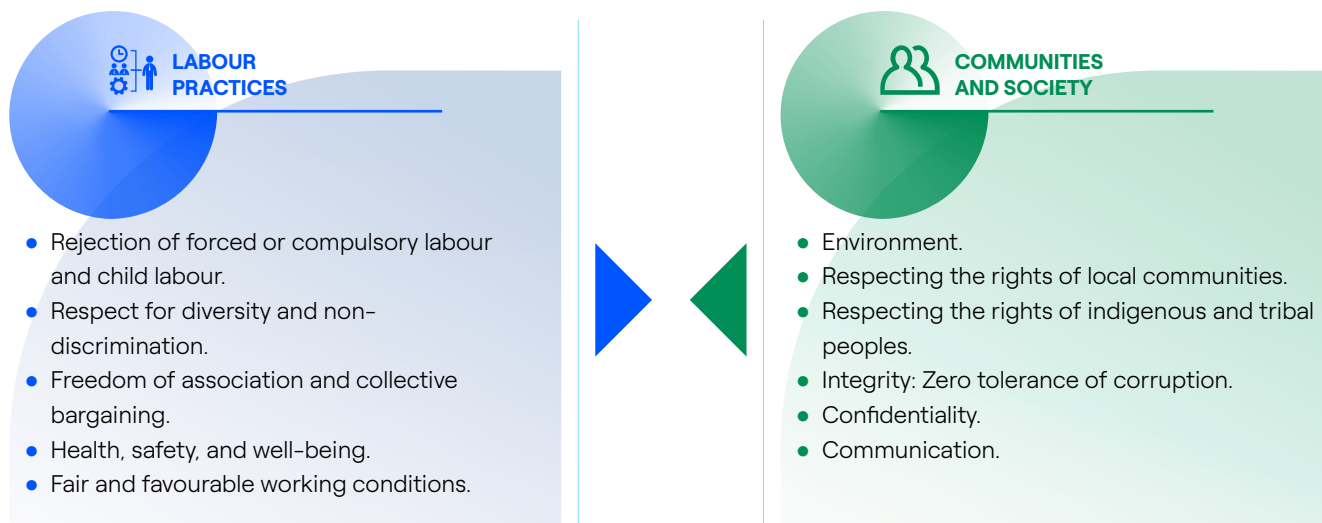 LABOUR
PRACTICES
Rejection of forced or compulsory labour
and child labour.
Respect for diversity and non-
discrimination.
Freedom of association and collective
bargaining.
Health, safety, and well-being.
Fair and favourable working conditions.
COMMUNITIES
AND SOCIETY
Environment.
Respecting the rights of local communities.
Respecting the rights of indigenous and tribal
peoples.
Integrity: Zero tolerance of corruption.
Confidentiality.
Communication.